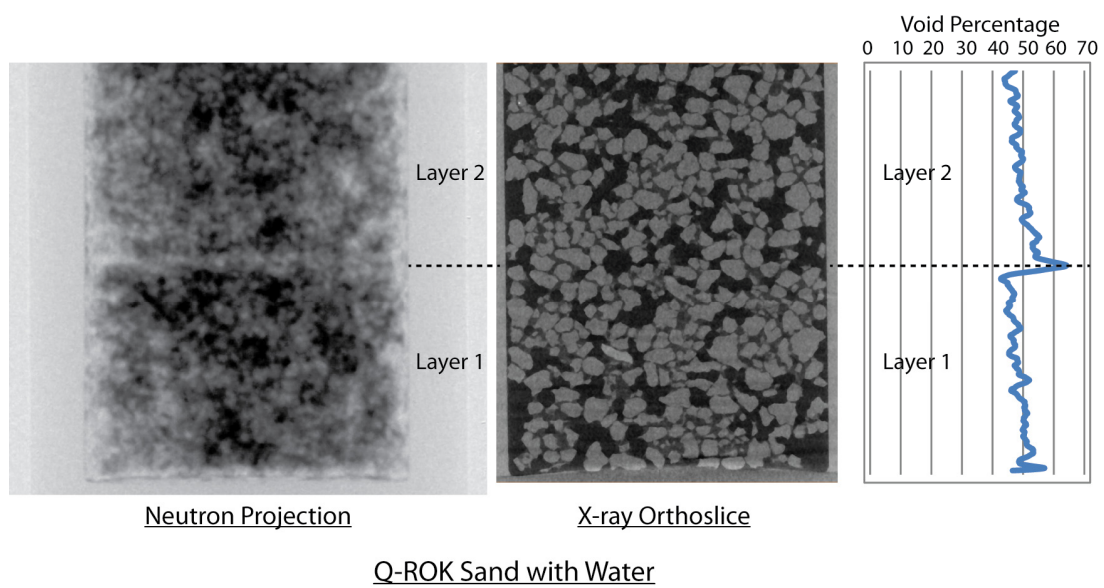 Void Percentage
0 10 20 30 40 50 60 70
Layer 2
Layer 2
Layer 1
Layer 1
Neutron Projection
X-ray Orthoslice
Q-ROK Sand with Water